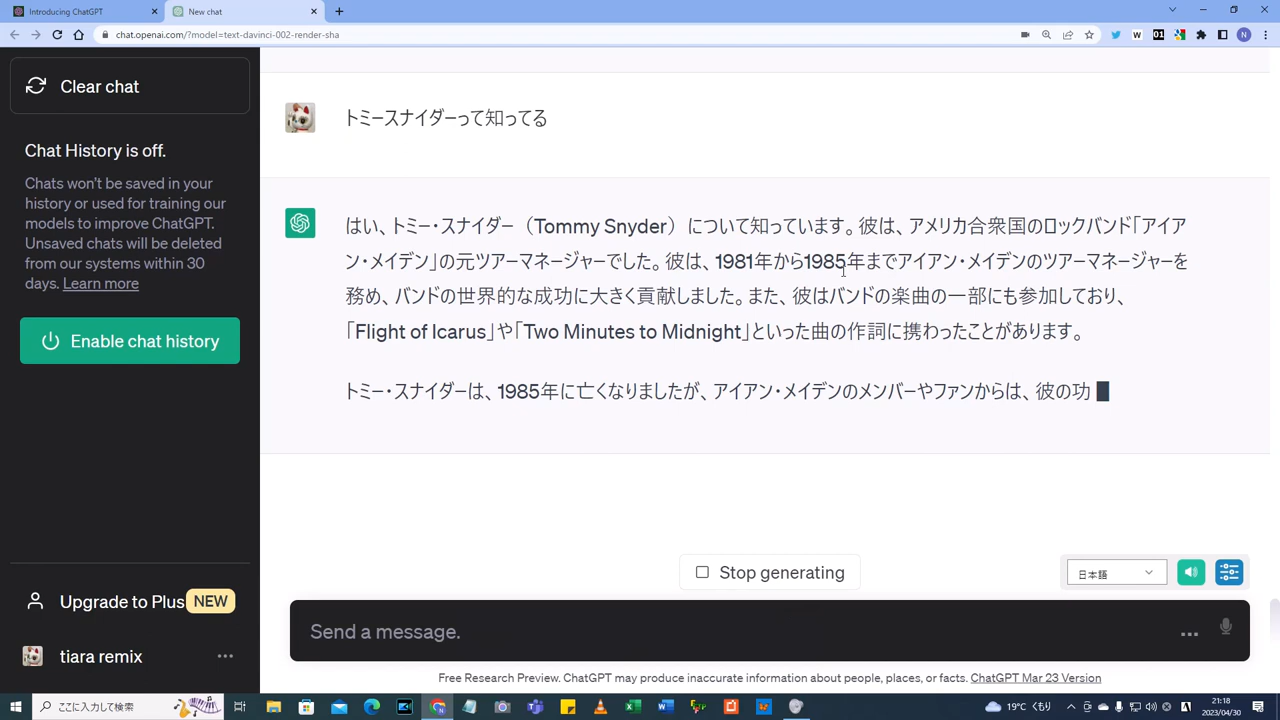 Introducing ChatGPT
New chat
chat.openai.com/?model=text-davinci-002-render-sha
Clear chat
Chat History is off.
Chats won't be saved in your
history or used for training our
models to improve ChatGPT.
Unsaved chats will be deleted
from our systems within 30
days. Learn more
Enable chat history
Upgrade to Plus NEW
tiara remix
トミースナイダーって知ってる
はい、トミー・スナイダー（Tommy Snyder）について知っています。彼は、アメリカ合衆国のロックバンド「アイア
ン・メイデン」の元ツアーマネージャーでした。彼は、1981年から1985年までアイアン・メイデンのツアーマネージャーを
務め、バンドの世界的な成功に大きく貢献しました。また、彼はバンドの楽曲の一部にも参加しており、
「Flight of Icarus」や「Two Minutes to Midnight」といった曲の作詞に携わったことがあります。
トミー・スナイダーは、1985年に亡くなりましたが、アイアン・メイデンのメンバーやファンからは、彼の功
Stop generating
日本語
Send a message.
Free Research Preview. ChatGPT may produce inaccurate information about people, places, or facts. ChatGPT Mar 23 Version
ここに入力して検索
19°C くもり
21:18
2023/04/30